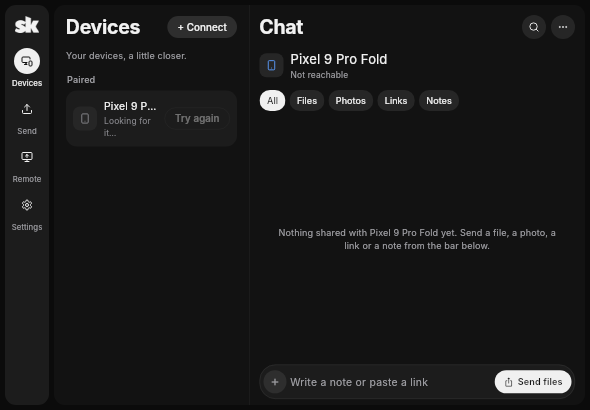 sk
Devices
Send
Remote
Settings
Devices
+ Connect
Your devices, a little closer.
Paired
Pixel 9 P...
Looking for
it...
Try again
Chat
Pixel 9 Pro Fold
Not reachable
All
Files
Photos
Links
Notes
Nothing shared with Pixel 9 Pro Fold yet. Send a file, a photo, a
link or a note from the bar below.
Write a note or paste a link
Send files